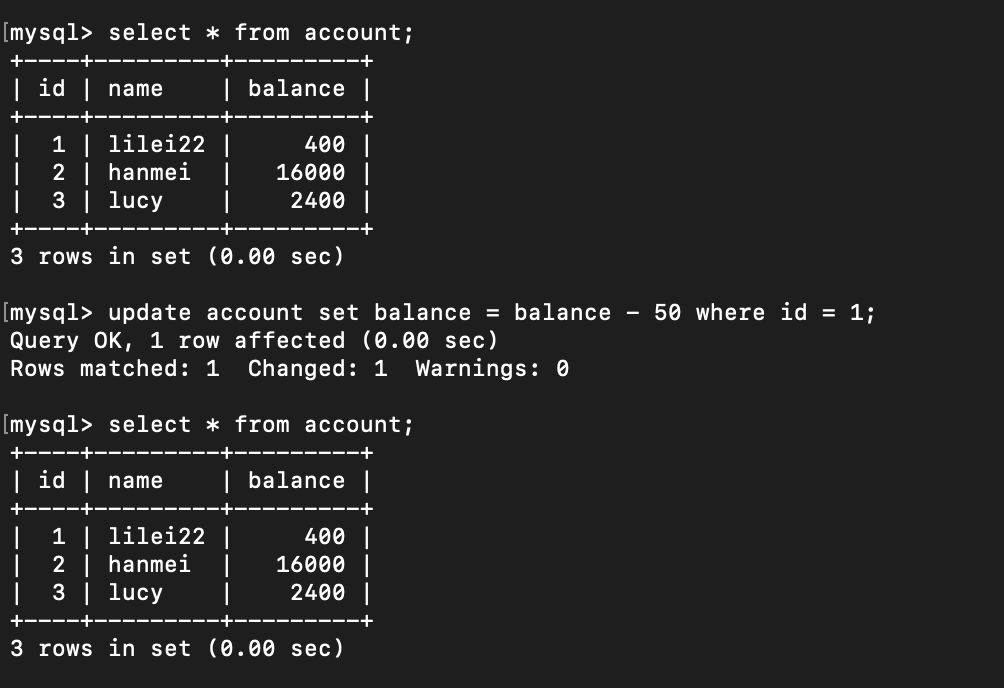 [mysql> select * from account;
+----+---------+---------+
| id | name    | balance |
+----+---------+---------+
|  1 | lilei22 |     400 |
|  2 | hanmei  |   16000 |
|  3 | lucy    |    2400 |
+----+---------+---------+
3 rows in set (0.00 sec)
[mysql> update account set balance = balance - 50 where id = 1;
Query OK, 1 row affected (0.00 sec)
Rows matched: 1  Changed: 1  Warnings: 0
[mysql> select * from account;
+----+---------+---------+
| id | name    | balance |
+----+---------+---------+
|  1 | lilei22 |     400 |
|  2 | hanmei  |   16000 |
|  3 | lucy    |    2400 |
+----+---------+---------+
3 rows in set (0.00 sec)